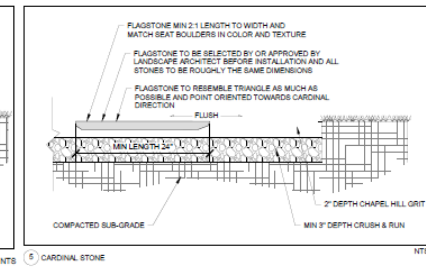 FLAGSTONE MIN 2:1 LENGTH TO WIDTH AND
MATCH SEAT BOULDERS IN COLOR AND TEXTURE
FLAGSTONE TO BE SELECTED BY OR APPROVED BY
LANDSCAPE ARCHITECT BEFORE INSTALLATION AND ALL
STONES TO BE ROUGHLY THE SAME DIMENSIONS
FLAGSTONE TO RESEMBLE TRIANGLE AS MUCH AS
POSSIBLE AND POINT ORIENTED TOWARDS CARDINAL
DIRECTION
FLUSH
MIN LENGTH 24"
2" DEPTH CHAPEL HILL GRIT
COMPACTED SUB-GRADE
MIN 3" DEPTH CRUSH & RUN
NTS
5 CARDINAL STONE
NT